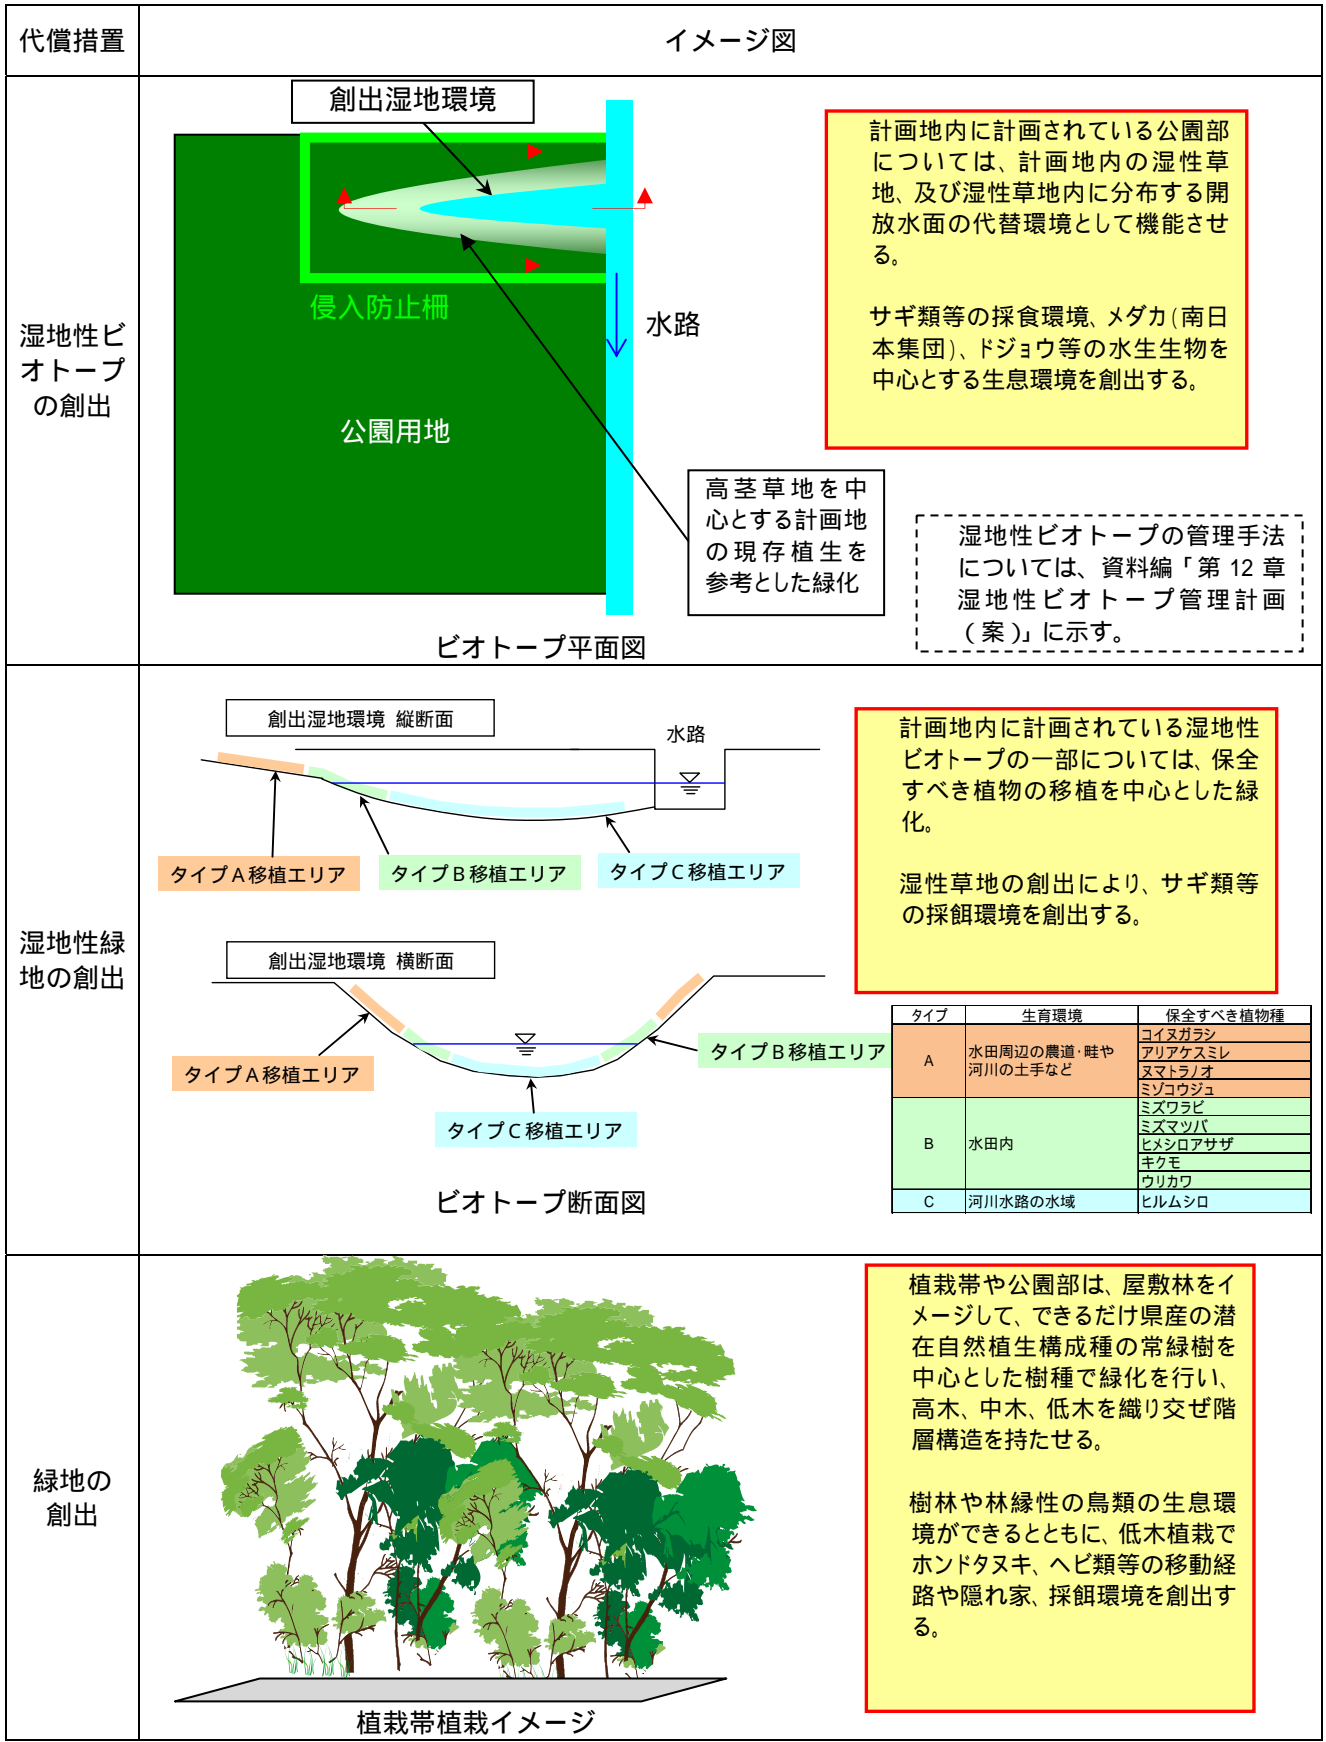 代償措置
イメージ図
湿地性ビ
オトープ
の創出
創出湿地環境
侵入防止柵
水路
公園用地
高茎草地を中
心とする計画地
の現存植生を
参考とした緑化
ビオトープ平面図
計画地内に計画されている公園部
については、計画地内の湿性草
地、及び湿性草地内に分布する開
放水面の代替環境として機能させ
る。
サギ類等の採食環境、メダカ(南日
本集団)、ドジョウ等の水生生物を
中心とする生息環境を創出する。
湿地性ビオトープの管理手法
については、資料編「第 12 章
湿地性ビオトープ管理計画
(案)」に示す。
湿地性緑
地の創出
創出湿地環境 縦断面
水路
タイプA移植エリア
タイプB移植エリア
タイプC移植エリア
創出湿地環境 横断面
タイプA移植エリア
タイプB移植エリア
タイプC移植エリア
ビオトープ断面図
計画地内に計画されている湿地性
ビオトープの一部については、保全
すべき植物の移植を中心とした緑
化。
湿性草地の創出により、サギ類等
の採餌環境を創出する。
タイプ 生育環境 保全すべき植物種
A 水田周辺の農道・畦や
河川の土手など
コイヌガラシ
アリアケスミレ
ヌマトラノオ
ミゾコウジュ
B 水田内
ミズワラビ
ミズマツバ
ヒメシロアサザ
キクモ
ウリカワ
C 河川水路の水域 ヒルムシロ
緑地の
創出
植栽帯植栽イメージ
植栽帯や公園部は、屋敷林をイ
メージして、できるだけ県産の潜
在自然植生構成種の常緑樹を
中心とした樹種で緑化を行い、
高木、中木、低木を織り交ぜ階
層構造を持たせる。
樹林や林縁性の鳥類の生息環
境ができるとともに、低木植栽で
ホンドタヌキ、ヘビ類等の移動経
路や隠れ家、採餌環境を創出す
る。